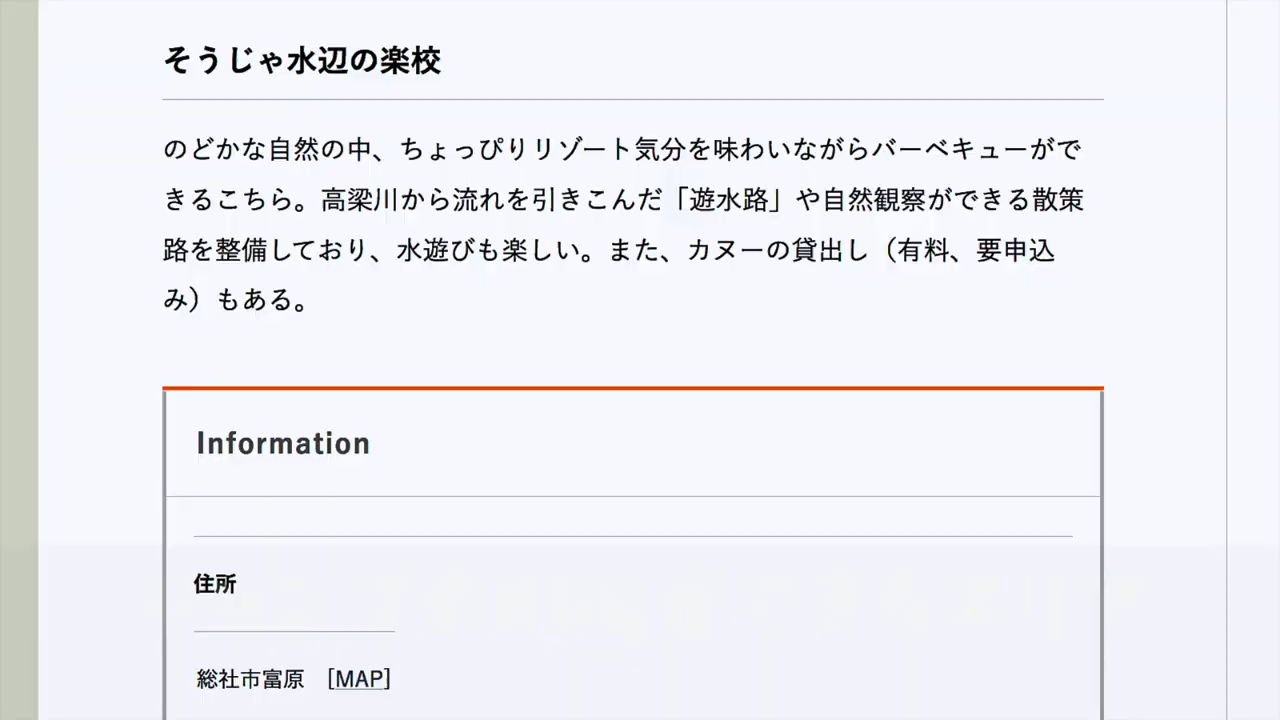 そうじゃ水辺の楽校
のどかな自然の中、ちょっぴりリゾート気分を味わいながらバーベキューがで
きるこちら。高梁川から流れを引きこんだ「遊水路」や自然観察ができる散策
路を整備しており、水遊びも楽しい。また、カヌーの貸出し（有料、要申込
み）もある。
Information
住所
総社市富原　[MAP]